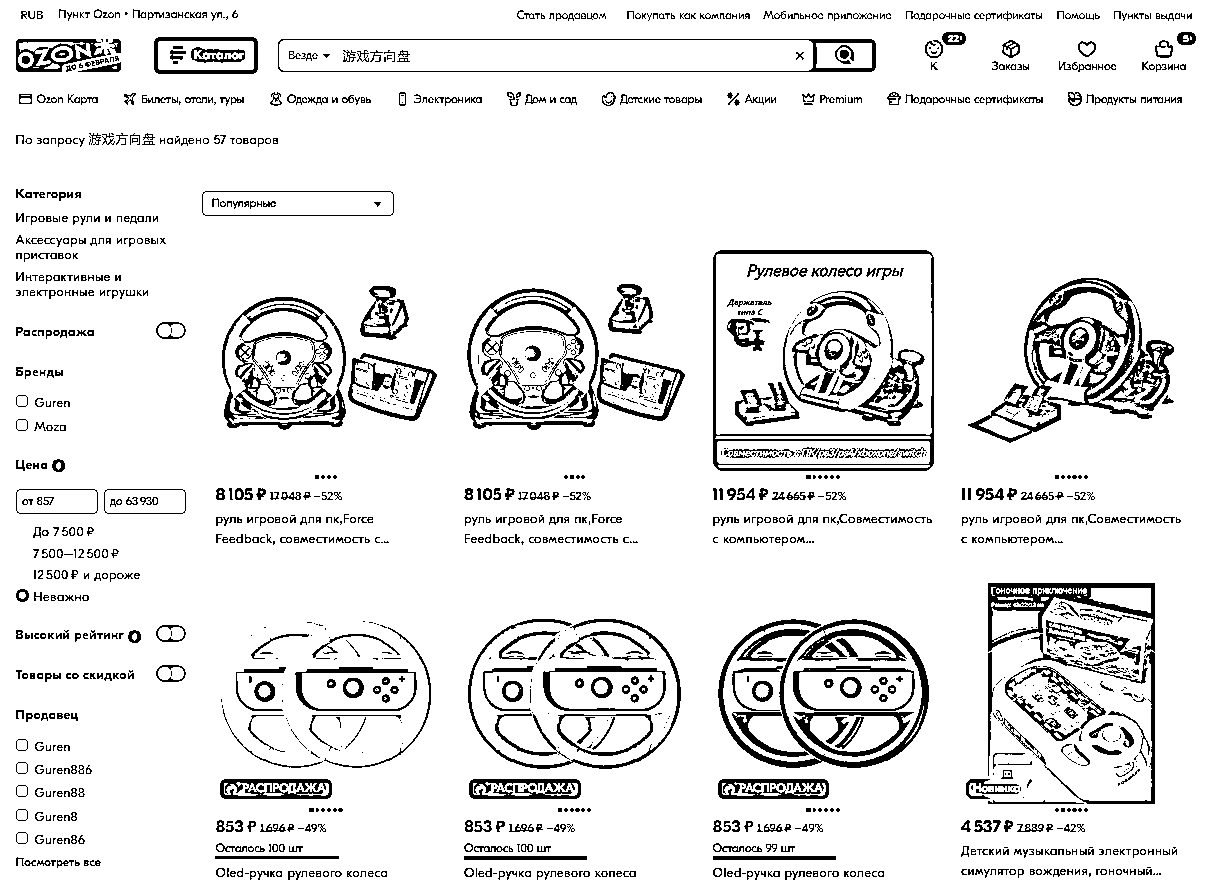 RUB Пункт Ozon • Партизанская ул., 6 Стать продавцом Покупать как компания Мобильное приложение Подарочные сертификаты Помощь Пункты выдачи
OZON ДО 6 ФЕВРАЛЯ Каталог Везде 游戏方向盘 × 221 К Заказы Избранное 5 Корзина
Ozon Карта Билеты, отели, туры Одежда и обувь Электроника Дом и сад Детские товары Акции Premium Подарочные сертификаты Продукты питания
По запросу 游戏方向盘 найдено 57 товаров
Категория
Игровые рули и педали
Аксессуары для игровых
приставок
Интерактивные и
электронные игрушки
Распродажа
Бренды
Guren
Moza
Цена
от 857 до 63 930
До 7 500 ₽
7 500–12 500 ₽
12 500 ₽ и дороже
Неважно
Высокий рейтинг
Товары со скидкой
Продавец
Guren
Guren886
Guren88
Guren8
Guren86
Посмотреть все
Популярные
Рулевое колесо игры
Держатель
типа C
Совместимость с ПК/ps3/ps4/xboxone/switch
8 105 ₽ 17 048 ₽ −52%
руль игровой для пк,Force
Feedback, совместимость с...
8 105 ₽ 17 048 ₽ −52%
руль игровой для пк,Force
Feedback, совместимость с...
11 954 ₽ 24 665 ₽ −52%
руль игровой для пк,Совместимость
с компьютером...
11 954 ₽ 24 665 ₽ −52%
руль игровой для пк,Совместимость
с компьютером...
РАСПРОДАЖА
853 ₽ 1 696 ₽ −49%
Осталось 100 шт
Oled-ручка рулевого колеса
РАСПРОДАЖА
853 ₽ 1 696 ₽ −49%
Осталось 100 шт
Oled-ручка рулевого колеса
РАСПРОДАЖА
853 ₽ 1 696 ₽ −49%
Осталось 99 шт
Oled-ручка рулевого колеса
Гоночное приключение
Новинка
4 537 ₽ 7 889 ₽ −42%
Детский музыкальный электронный
симулятор вождения, гоночный...